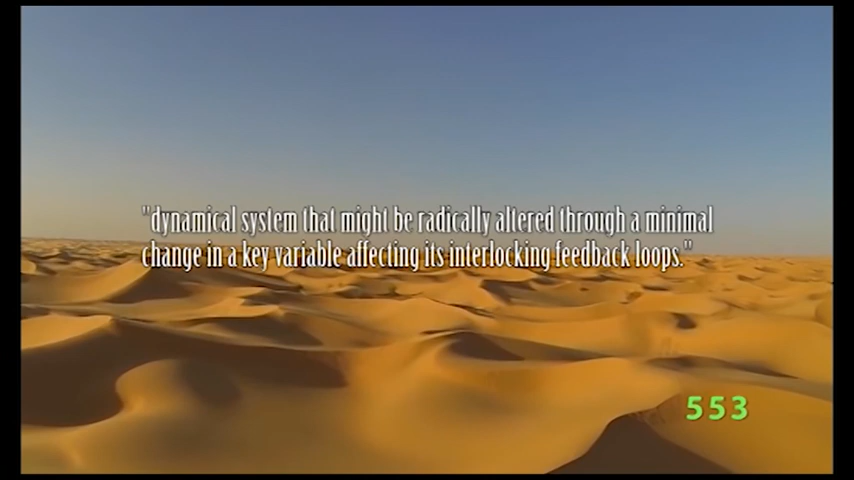 "dynamical system that might be radically altered through a minimal
change in a key variable affecting its interlocking feedback loops."
553